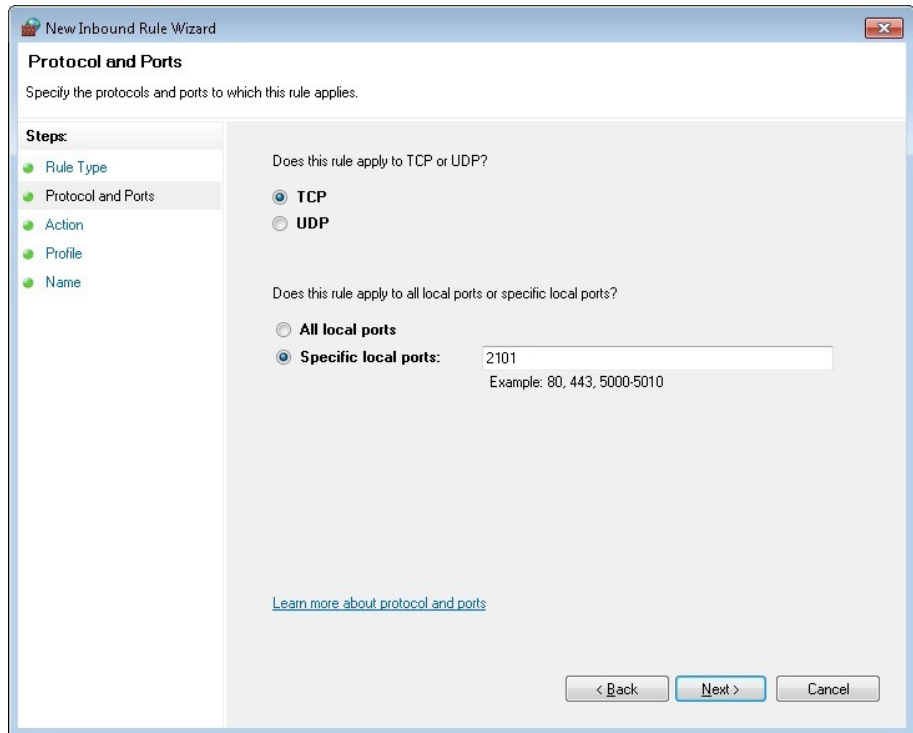 New Inbound Rule Wizard
Protocol and Ports
Specify the protocols and ports to which this rule applies.
Steps:
Rule Type
Protocol and Ports
Action
Profile
Name
Does this rule apply to TCP or UDP?
TCP
UDP
Does this rule apply to all local ports or specific local ports?
All local ports
Specific local ports:
2101
Example: 80, 443, 5000-5010
Learn more about protocol and ports
< Back
Next >
Cancel